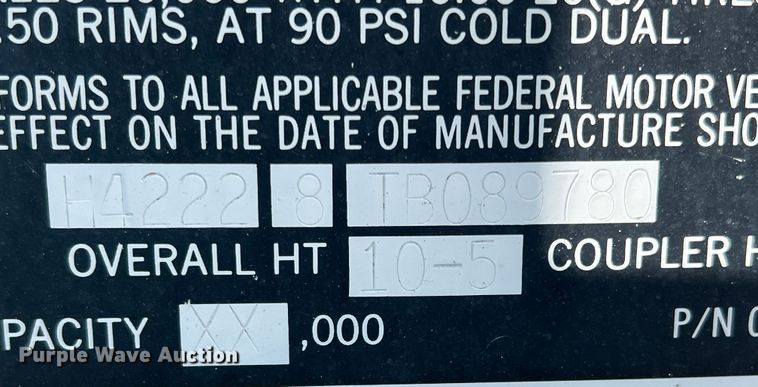 .50 RIMS, AT 90 PSI COLD DUAL.
FORMS TO ALL APPLICABLE FEDERAL MOTOR VE
EFFECT ON THE DATE OF MANUFACTURE SHO
H4222 8 TB089780
OVERALL HT 10-5 COUPLER H
PACITY XX ,000 P/N
Purple Wave Auction